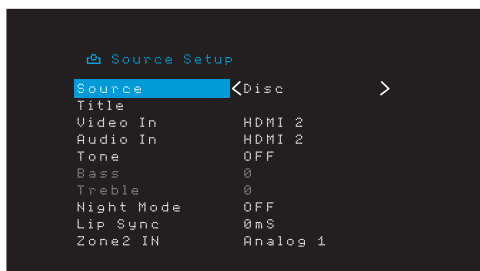 Source Setup
Source <Disc >
Title
Video In HDMI 2
Audio In HDMI 2
Tone OFF
Bass 0
Treble 0
Night Mode OFF
Lip Sync 0mS
Zone2 IN Analog 1